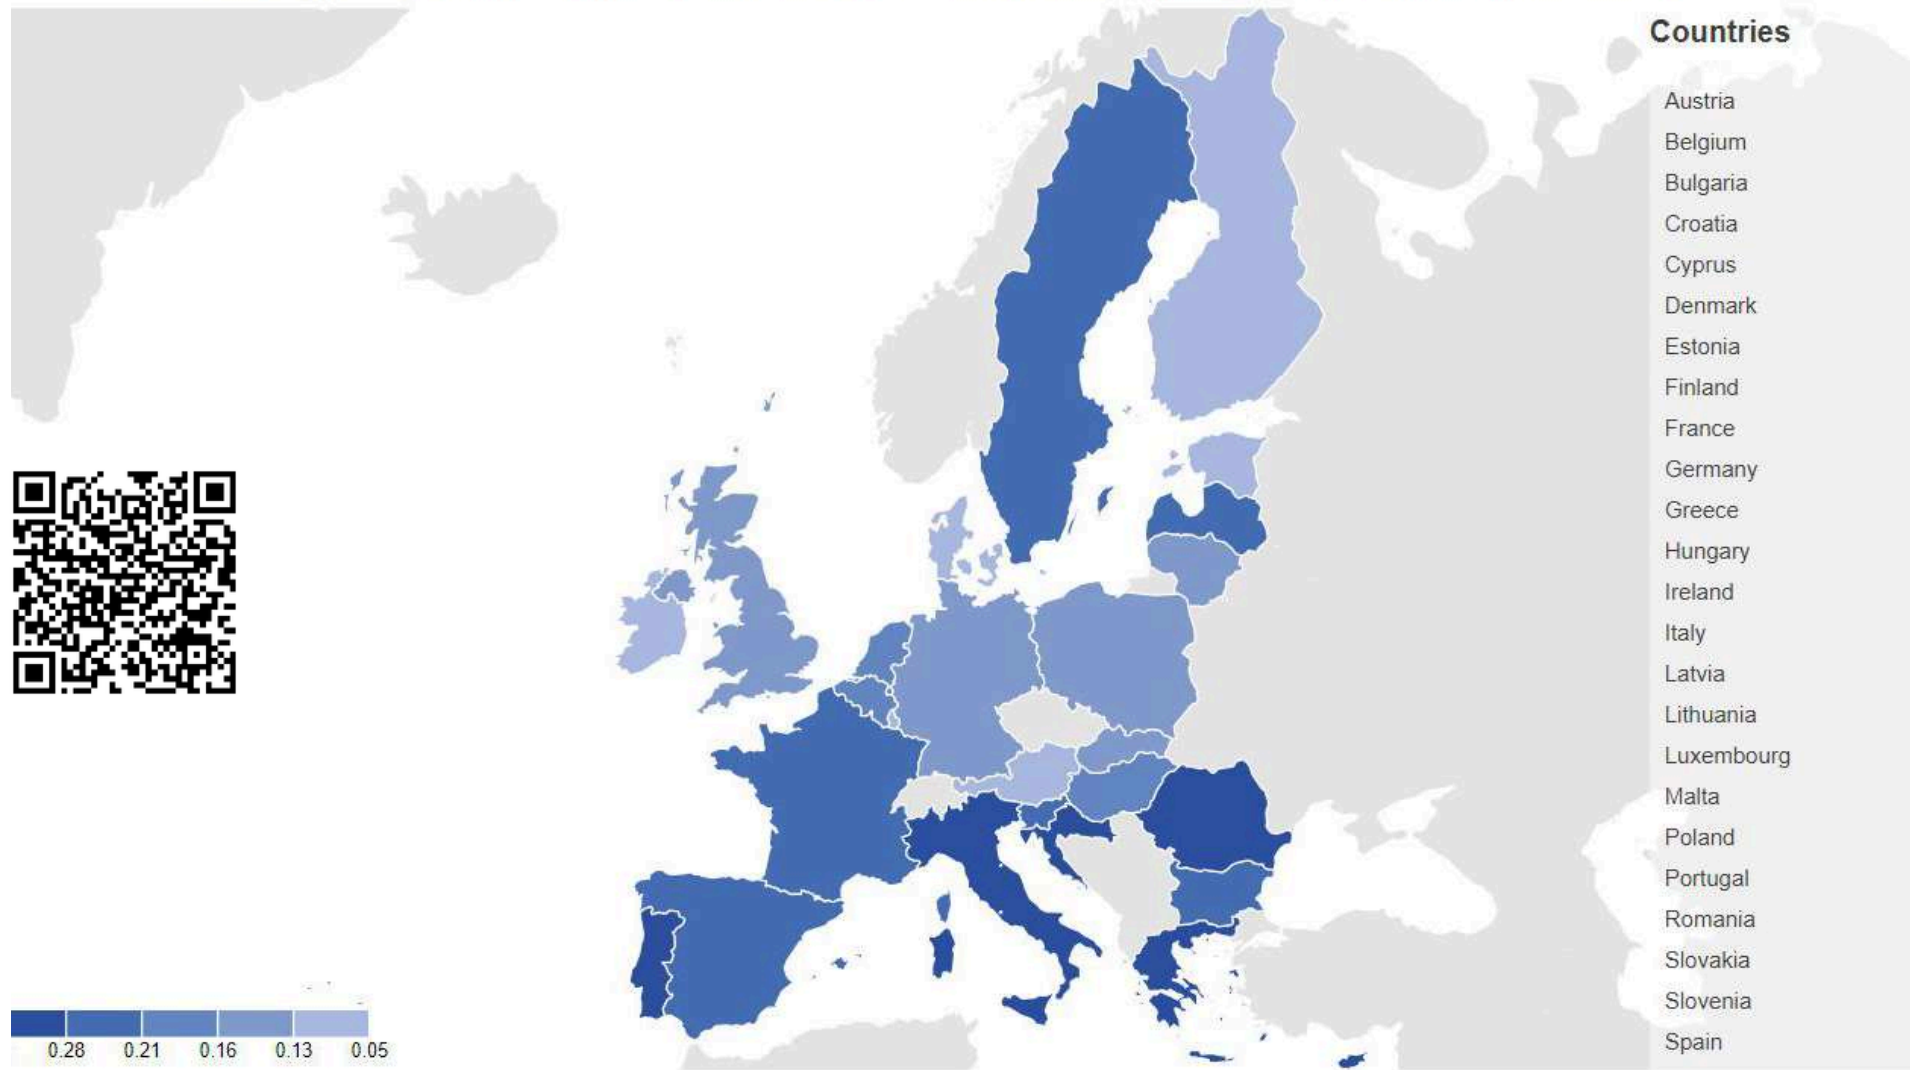 Countries
Austria
Belgium
Bulgaria
Croatia
Cyprus
Denmark
Estonia
Finland
France
Germany
Greece
Hungary
Ireland
Italy
Latvia
Lithuania
Luxembourg
Malta
Poland
Portugal
Romania
Slovakia
Slovenia
Spain
0.28 0.21 0.16 0.13 0.05